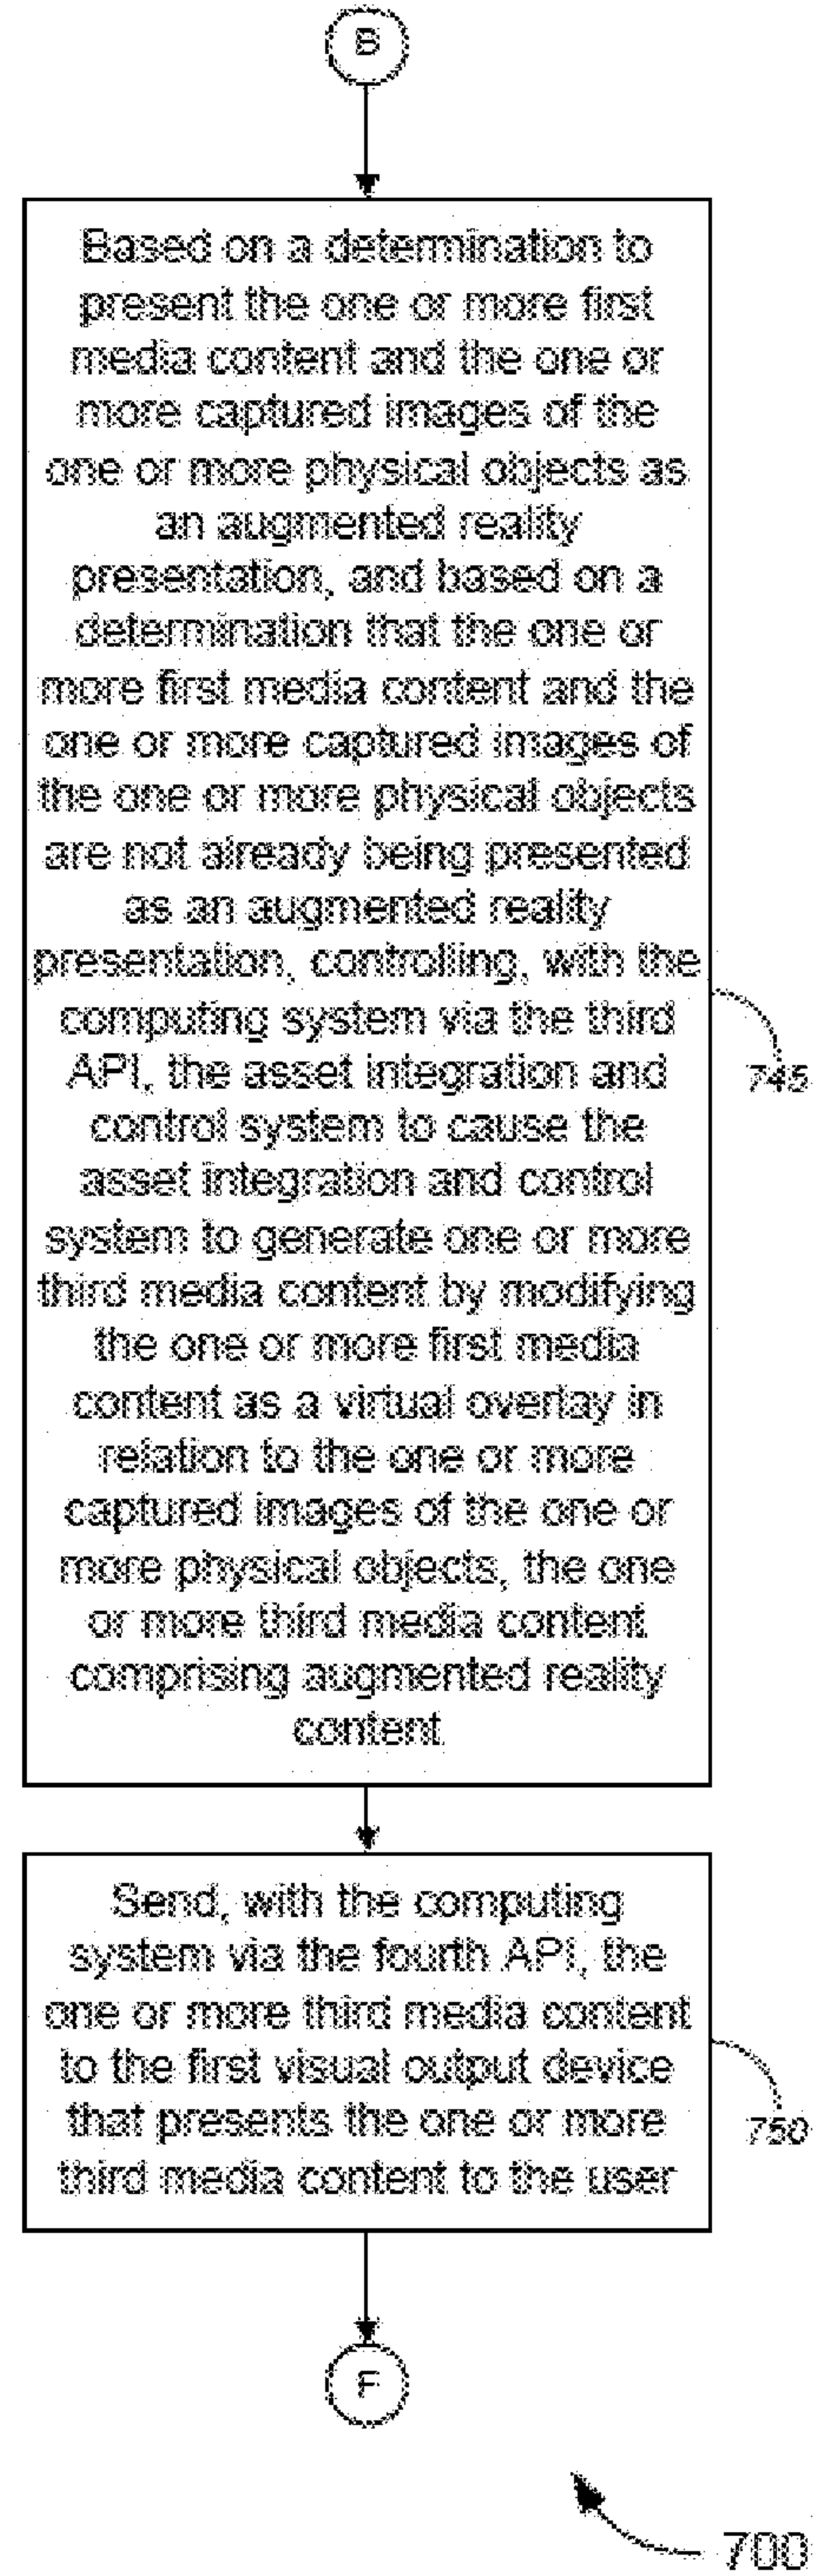 B
Based on a determination to
present the one or more first
media content and the one or
more captured images of the
one or more physical objects as
an augmented reality
presentation, and based on a
determination that the one or
more first media content and the
one or more captured images of
the one or more physical objects
are not already being presented
as an augmented reality
presentation, controlling, with the
computing system via the third
API, the asset integration and
control system to cause the
asset integration and control
system to generate one or more
third media content by modifying
the one or more first media
content as a virtual overlay in
relation to the one or more
captured images of the one or
more physical objects, the one
or more third media content
comprising augmented reality
content
745
Send, with the computing
system via the fourth API, the
one or more third media content
to the first visual output device
that presents the one or more
third media content to the user
750
F
700